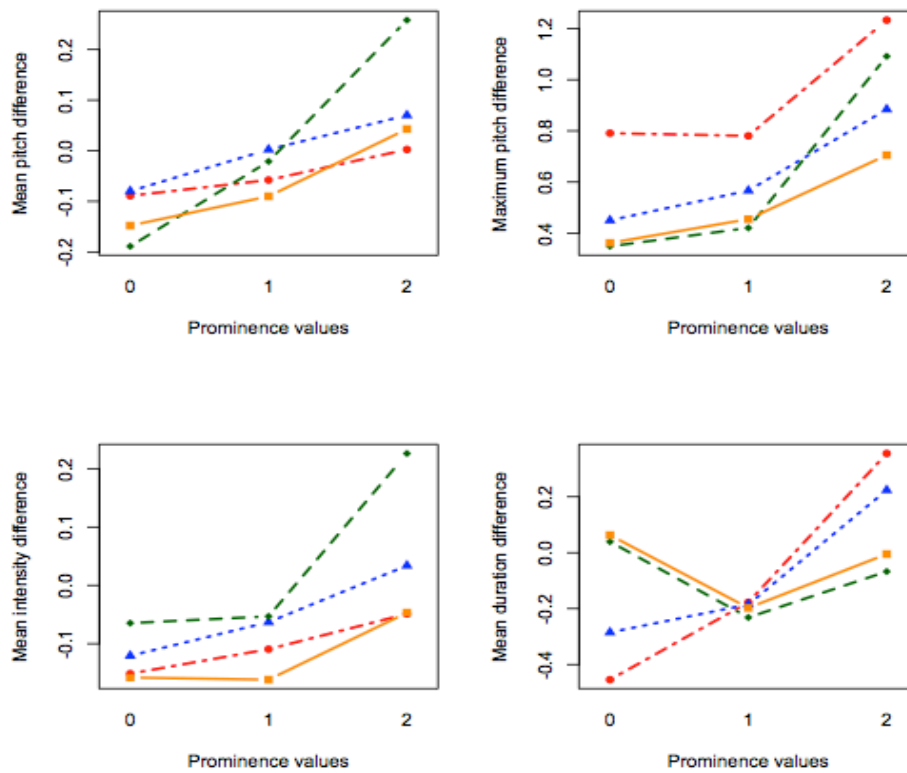 Mean pitch difference
0.2
0.1
0.0
-0.1
-0.2
0 1 2
Prominence values
Maximum pitch difference
1.2
1.0
0.8
0.6
0.4
0 1 2
Prominence values
Mean intensity difference
0.2
0.1
0.0
-0.1
0 1 2
Prominence values
Mean duration difference
0.2
0.0
-0.2
-0.4
0 1 2
Prominence values